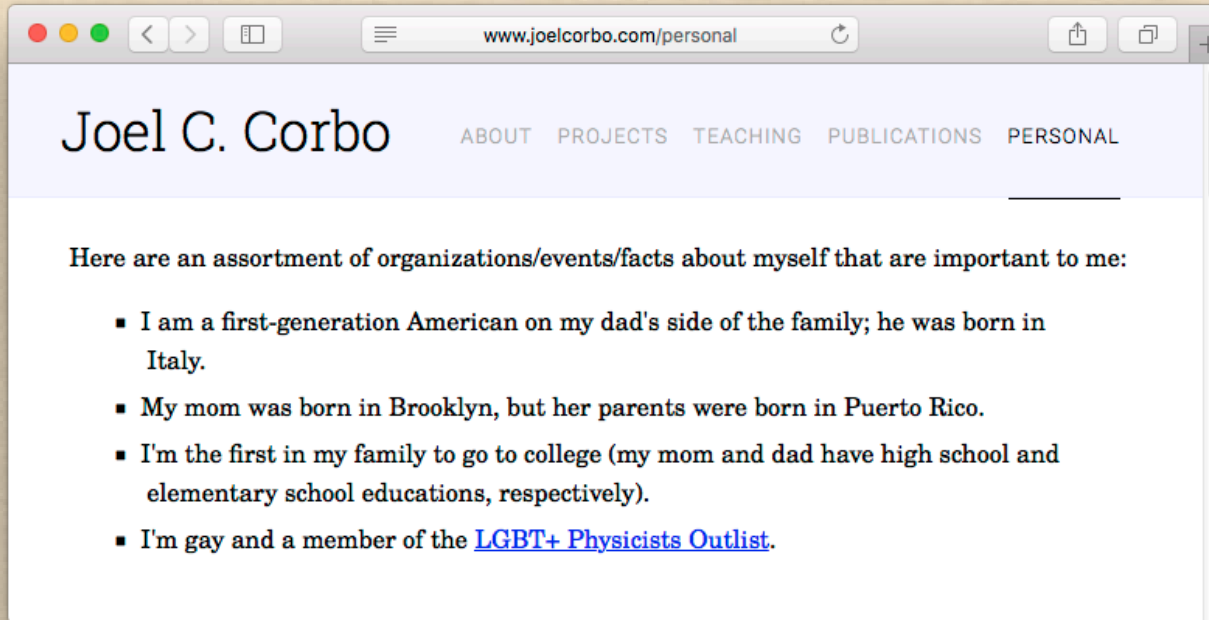 www.joelcorbo.com/personal
Joel C. Corbo
ABOUT PROJECTS TEACHING PUBLICATIONS PERSONAL
Here are an assortment of organizations/events/facts about myself that are important to me:
▪ I am a first-generation American on my dad's side of the family; he was born in
Italy.
▪ My mom was born in Brooklyn, but her parents were born in Puerto Rico.
▪ I'm the first in my family to go to college (my mom and dad have high school and
elementary school educations, respectively).
▪ I'm gay and a member of the LGBT+ Physicists Outlist.